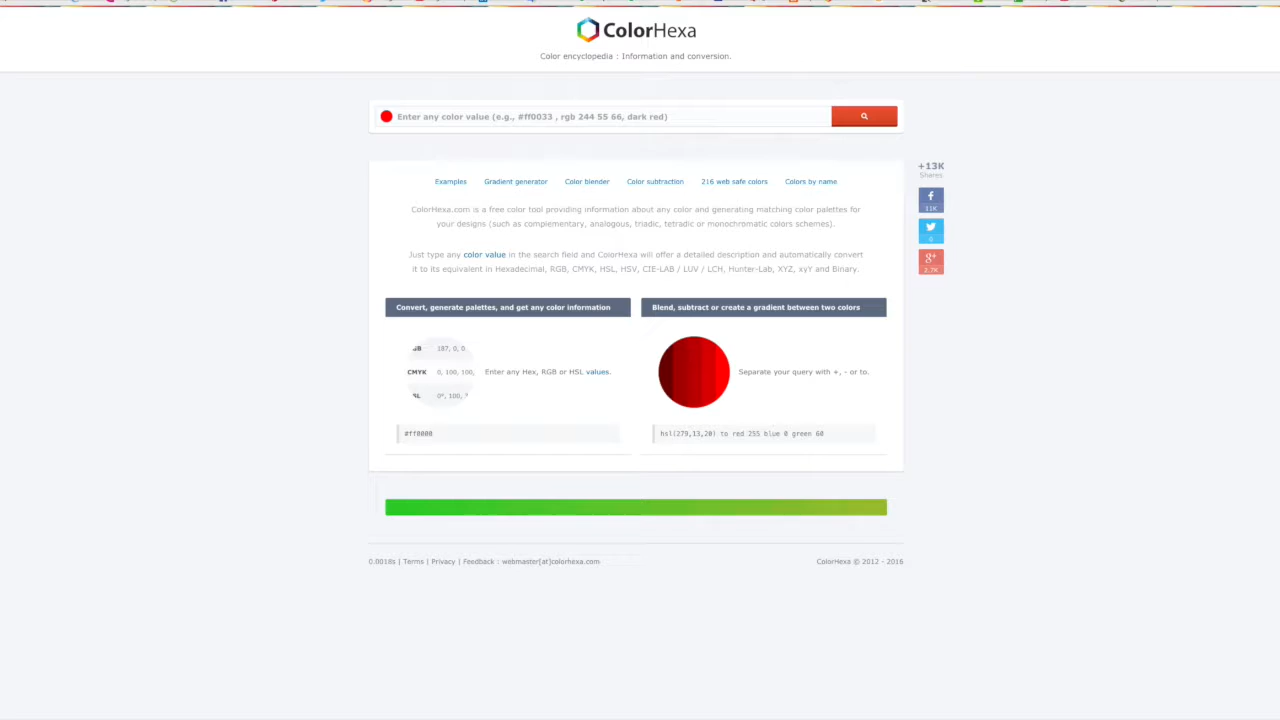 ColorHexa
Color encyclopedia : Information and conversion.
Enter any color value (e.g., #ff0033 , rgb 244 55 66, dark red)
+13K
Shares
11K
0
2.7K
Examples Gradient generator Color blender Color subtraction 216 web safe colors Colors by name
ColorHexa.com is a free color tool providing information about any color and generating matching color palettes for
your designs (such as complementary, analogous, triadic, tetradic or monochromatic colors schemes).
Just type any color value in the search field and ColorHexa will offer a detailed description and automatically convert
it to its equivalent in Hexadecimal, RGB, CMYK, HSL, HSV, CIE-LAB / LUV / LCH, Hunter-Lab, XYZ, xyY and Binary.
Convert, generate palettes, and get any color information
187, 0, 0
CMYK 0, 100, 100,
0°, 100,
Enter any Hex, RGB or HSL values.
#ff0000
Blend, subtract or create a gradient between two colors
Separate your query with +, - or to.
hsl(279,13,20) to red 255 blue 0 green 60
0.0018s | Terms | Privacy | Feedback : webmaster[at]colorhexa.com
ColorHexa © 2012 - 2016